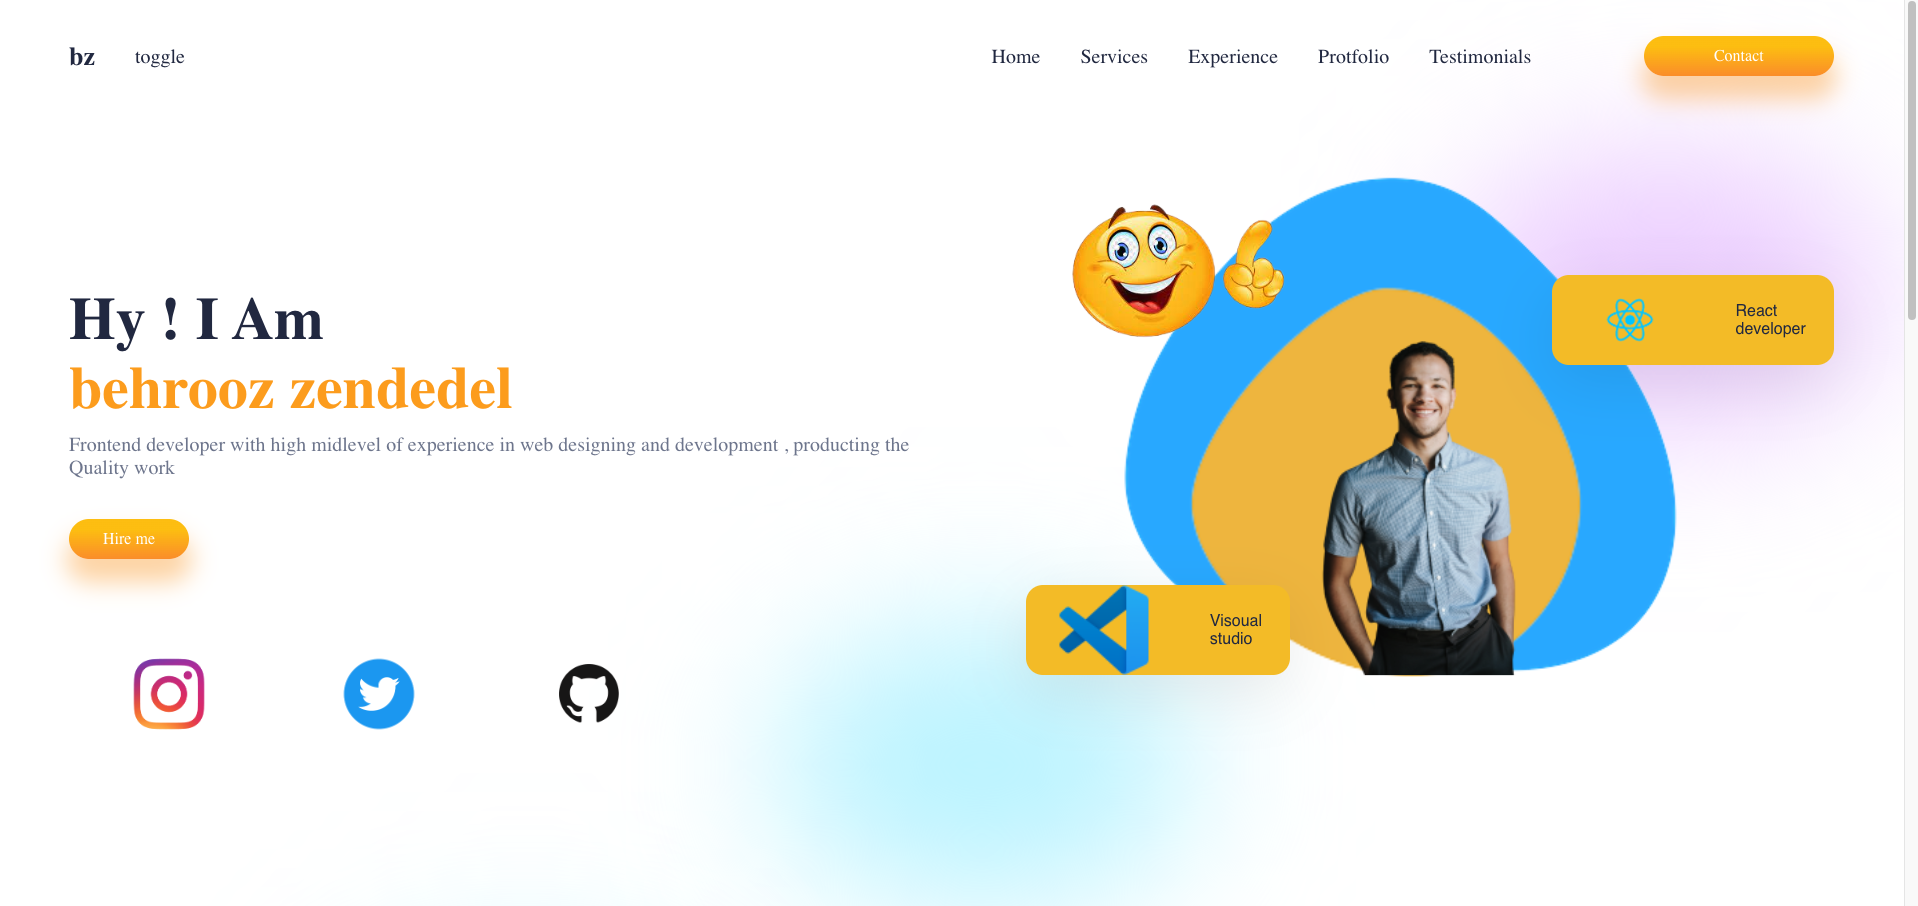 bz
toggle
Home
Services
Experience
Protfolio
Testimonials
Contact
Hy ! I Am
behrooz zendedel
Frontend developer with high midlevel of experience in web designing and development , producting the
Quality work
Hire me
React
developer
Visoual
studio